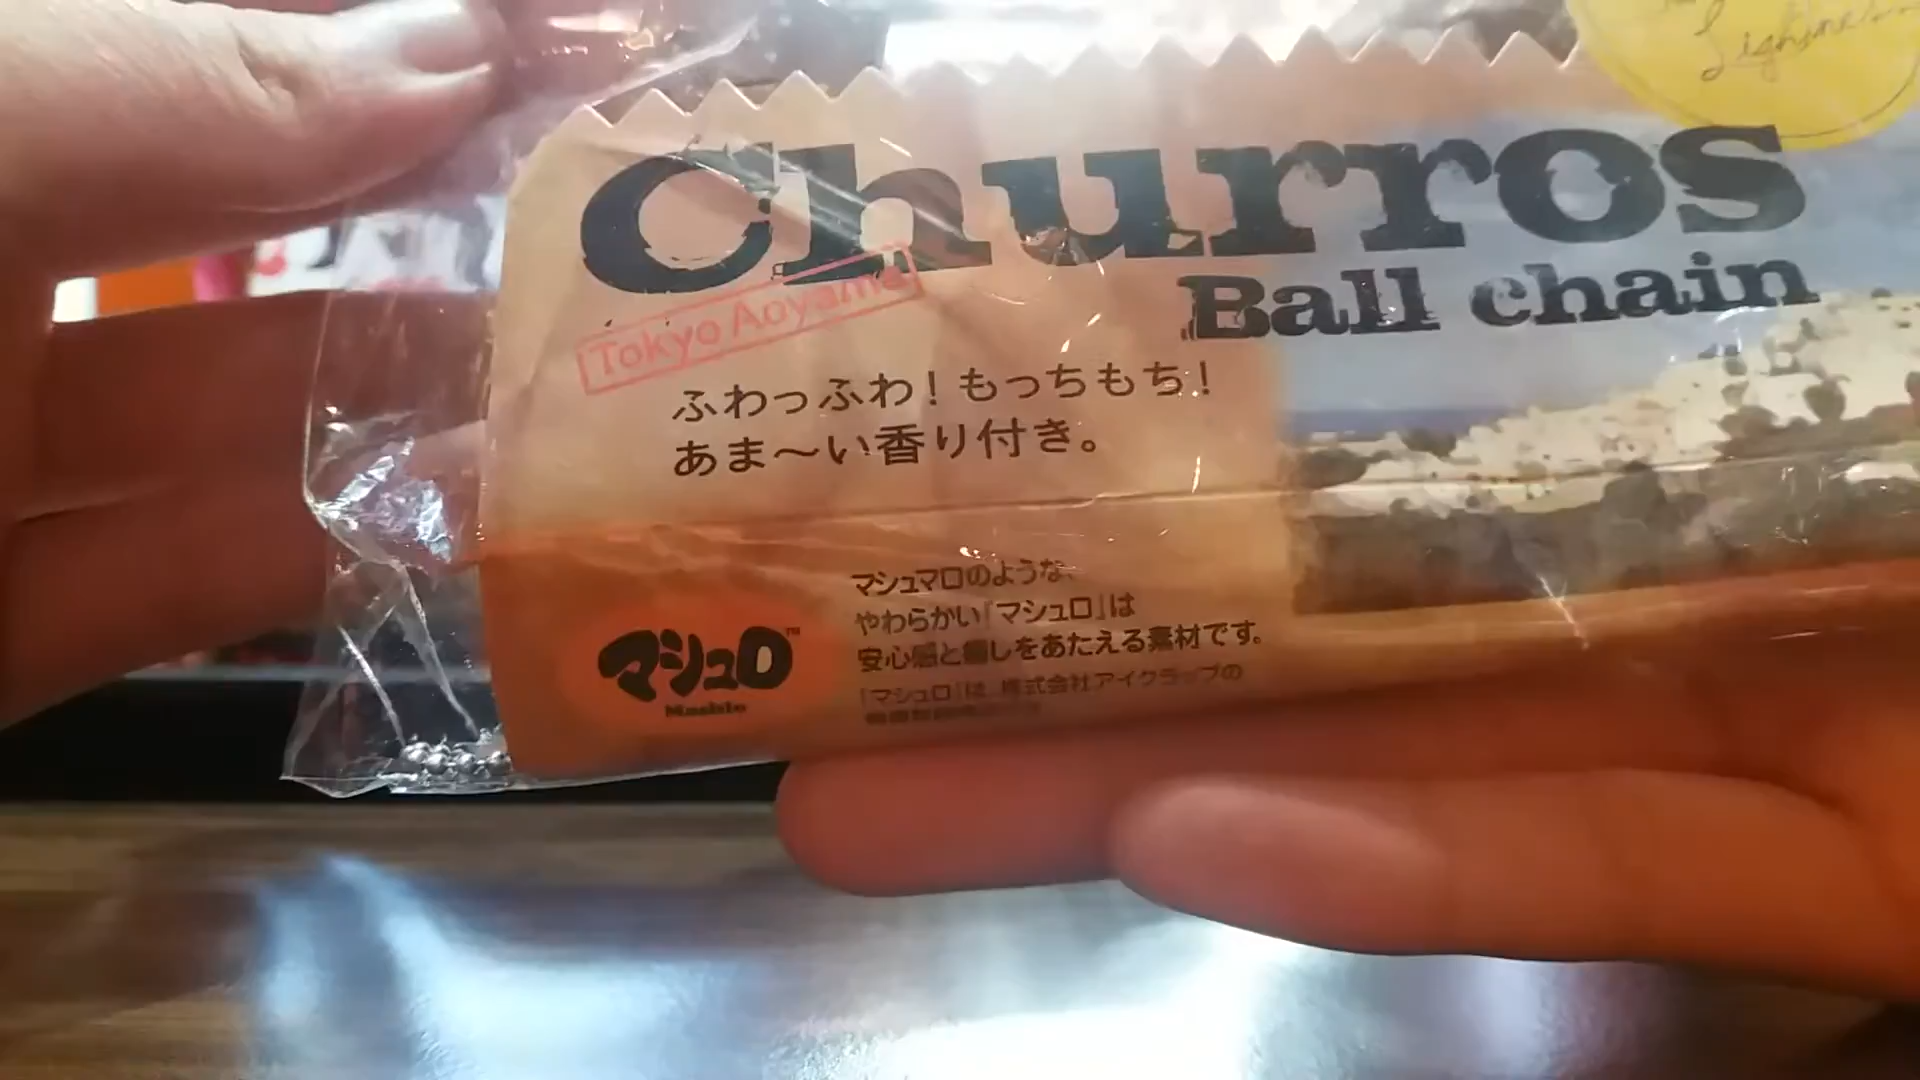 Churros
Ball chain
Tokyo Aoyama
ふわっふわ！もっちもち！
あま〜い香り付き。
マシュマロのような、
やわらかい「マシュロ」は
安心感と癒しをあたえる素材です。
マシュロ™
「マシュロ」は、株式会社アイクラップの